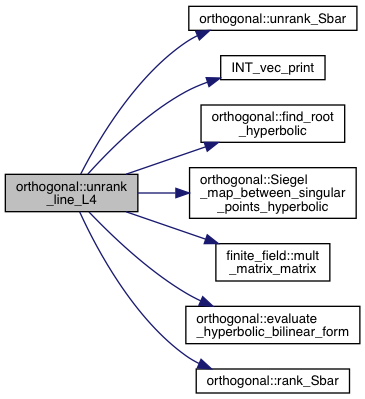 orthogonal::unrank_Sbar
INT_vec_print
orthogonal::find_root
_hyperbolic
orthogonal::unrank
_line_L4
orthogonal::Siegel
_map_between_singular
_points_hyperbolic
finite_field::mult
_matrix_matrix
orthogonal::evaluate
_hyperbolic_bilinear_form
orthogonal::rank_Sbar